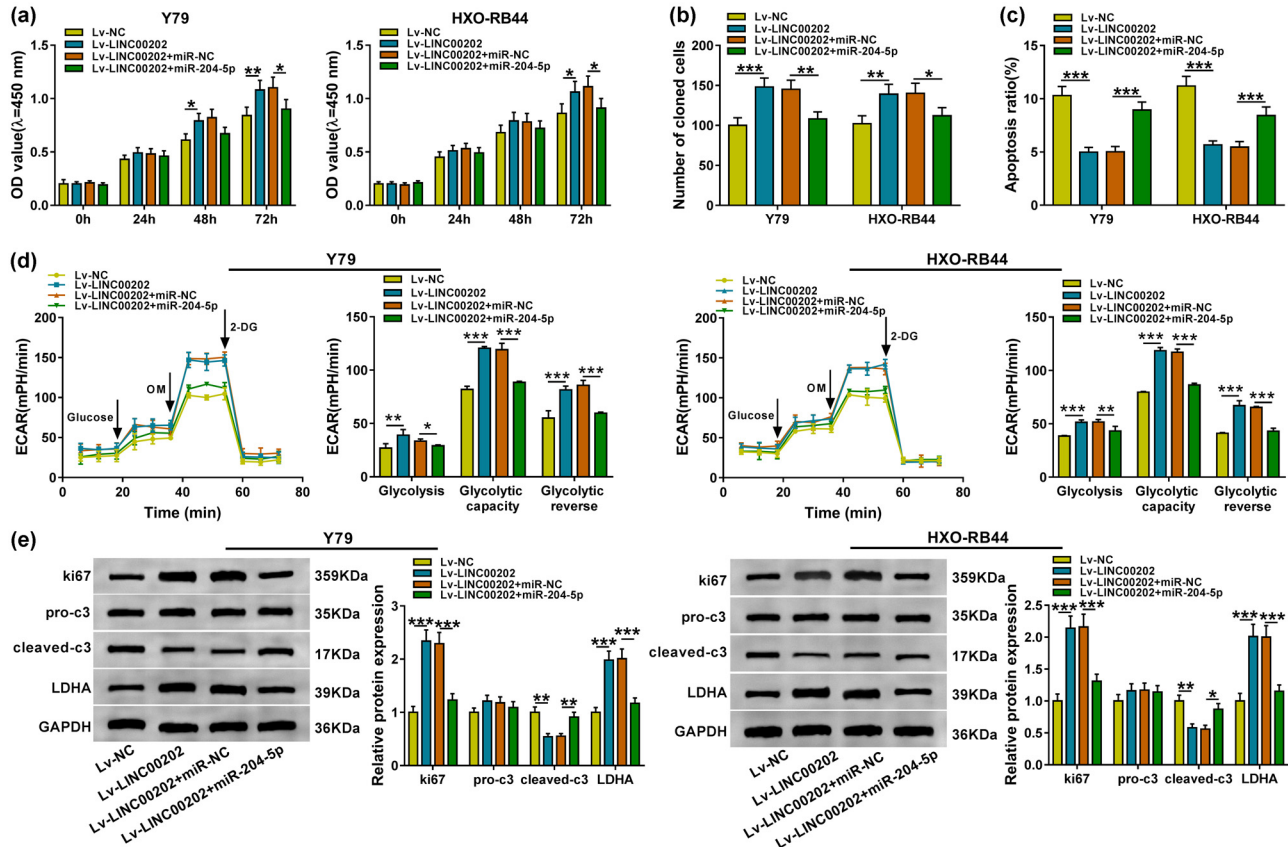 (a)
Y79
Lv-NC
Lv-LINC00202
Lv-LINC00202+miR-NC
Lv-LINC00202+miR-204-5p
OD value(λ=450 nm)
1.5
1.0
0.5
0.0
**
*
*
0h
24h
48h
72h
HXO-RB44
Lv-NC
Lv-LINC00202
Lv-LINC00202+miR-NC
Lv-LINC00202+miR-204-5p
OD value(λ=450 nm)
1.5
1.0
0.5
0.0
*
*
0h
24h
48h
72h
(b)
Lv-NC
Lv-LINC00202
Lv-LINC00202+miR-NC
Lv-LINC00202+miR-204-5p
Number of cloned cells
200
150
100
50
0
***
**
**
*
Y79
HXO-RB44
(c)
Lv-NC
Lv-LINC00202
Lv-LINC00202+miR-NC
Lv-LINC00202+miR-204-5p
Apoptosis ratio(%)
15
10
5
0
***
***
***
***
Y79
HXO-RB44
(d)
Y79
Lv-NC
Lv-LINC00202
Lv-LINC00202+miR-NC
Lv-LINC00202+miR-204-5p
ECAR(mPH/min)
200
150
100
50
0
Glucose
OM
2-DG
0
20
40
60
80
Time (min)
Lv-NC
Lv-LINC00202
Lv-LINC00202+miR-NC
Lv-LINC00202+miR-204-5p
ECAR(mPH/min)
150
100
50
0
**
*
***
***
***
***
Glycolysis
Glycolytic capacity
Glycolytic reverse
HXO-RB44
Lv-NC
Lv-LINC00202
Lv-LINC00202+miR-NC
Lv-LINC00202+miR-204-5p
ECAR(mPH/min)
200
150
100
50
0
Glucose
OM
2-DG
0
20
40
60
80
Time (min)
Lv-NC
Lv-LINC00202
Lv-LINC00202+miR-NC
Lv-LINC00202+miR-204-5p
ECAR(mPH/min)
150
100
50
0
***
**
***
***
***
***
Glycolysis
Glycolytic capacity
Glycolytic reverse
(e)
Y79
ki67
359KDa
pro-c3
35KDa
cleaved-c3
17KDa
LDHA
39KDa
GAPDH
36KDa
Lv-NC
Lv-LINC00202
Lv-LINC00202+miR-NC
Lv-LINC00202+miR-204-5p
Lv-NC
Lv-LINC00202
Lv-LINC00202+miR-NC
Lv-LINC00202+miR-204-5p
Relative protein expression
3
2
1
0
***
***
**
**
***
***
ki67
pro-c3
cleaved-c3
LDHA
HXO-RB44
ki67
359KDa
pro-c3
35KDa
cleaved-c3
17KDa
LDHA
39KDa
GAPDH
36KDa
Lv-NC
Lv-LINC00202
Lv-LINC00202+miR-NC
Lv-LINC00202+miR-204-5p
Lv-NC
Lv-LINC00202
Lv-LINC00202+miR-NC
Lv-LINC00202+miR-204-5p
Relative protein expression
2.5
2.0
1.5
1.0
0.5
0.0
***
***
**
*
***
***
ki67
pro-c3
cleaved-c3
LDHA